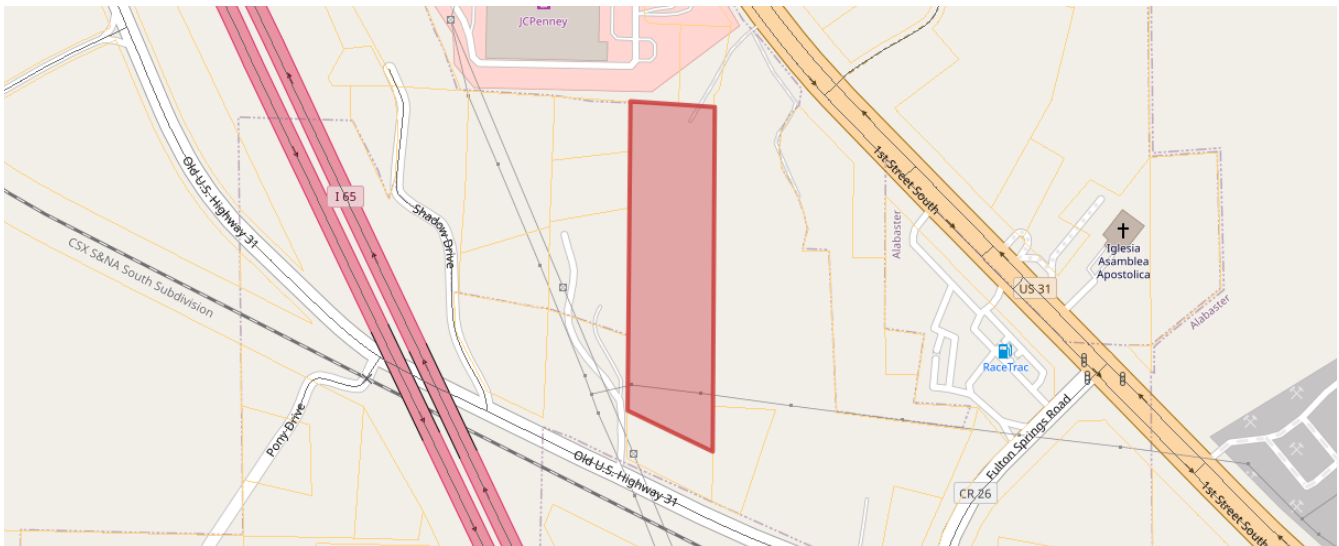 JCPenney
Old U.S. Highway 31
I 65
Shadow Drive
CSX S&NA South Subdivision
1st Street South
Alabaster
Iglesia
Asamblea
Apostolica
US 31
Alabaster
RaceTrac
Pony Drive
Old U.S. Highway 31
Fulton Springs Road
CR 26
1st Street South